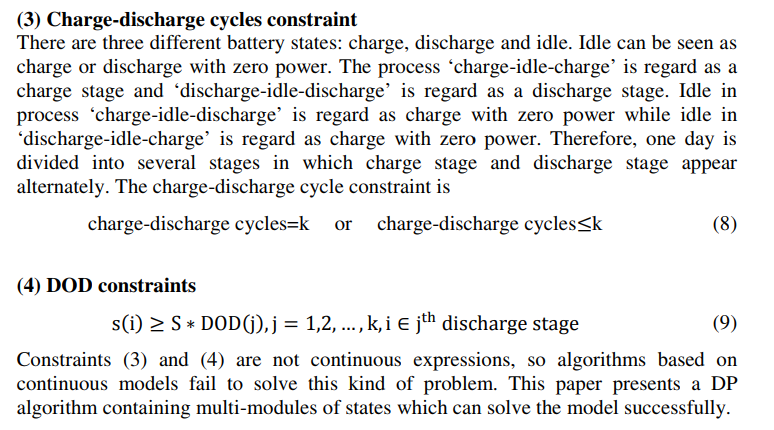 (3) Charge-discharge cycles constraint
There are three different battery states: charge, discharge and idle. Idle can be seen as
charge or discharge with zero power. The process ‘charge-idle-charge’ is regard as a
charge stage and ‘discharge-idle-discharge’ is regard as a discharge stage. Idle in
process ‘charge-idle-discharge’ is regard as charge with zero power while idle in
‘discharge-idle-charge’ is regard as charge with zero power. Therefore, one day is
divided into several stages in which charge stage and discharge stage appear
alternately. The charge-discharge cycle constraint is
charge-discharge cycles=k or charge-discharge cycles≤k (8)
(4) DOD constraints
s(i) ≥ S ∗ DOD(j), j = 1,2, … , k, i ∈ jᵗʰ discharge stage (9)
Constraints (3) and (4) are not continuous expressions, so algorithms based on
continuous models fail to solve this kind of problem. This paper presents a DP
algorithm containing multi-modules of states which can solve the model successfully.